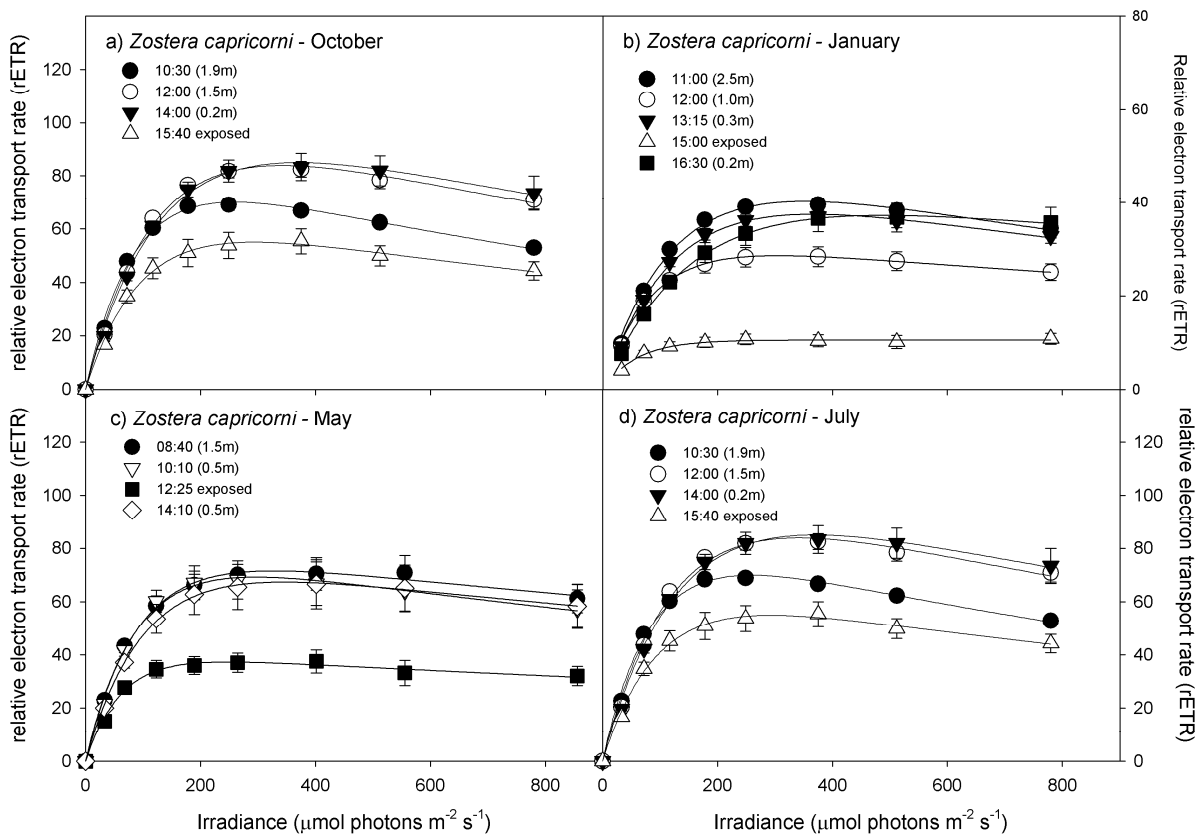 a) Zostera capricorni - October
10:30 (1.9m)
12:00 (1.5m)
14:00 (0.2m)
15:40 exposed
relative electron transport rate (rETR)
120
100
80
60
40
20
0
b) Zostera capricorni - January
11:00 (2.5m)
12:00 (1.0m)
13:15 (0.3m)
15:00 exposed
16:30 (0.2m)
80
60
40
20
0
Relative electron transport rate (rETR)
c) Zostera capricorni - May
08:40 (1.5m)
10:10 (0.5m)
12:25 exposed
14:10 (0.5m)
relative electron transport rate (rETR)
120
100
80
60
40
20
0
0 200 400 600 800
Irradiance (μmol photons m-2 s-1)
d) Zostera capricorni - July
10:30 (1.9m)
12:00 (1.5m)
14:00 (0.2m)
15:40 exposed
120
100
80
60
40
20
0
relative electron transport rate (rETR)
0 200 400 600 800
Irradiance (μmol photons m-2 s-1)